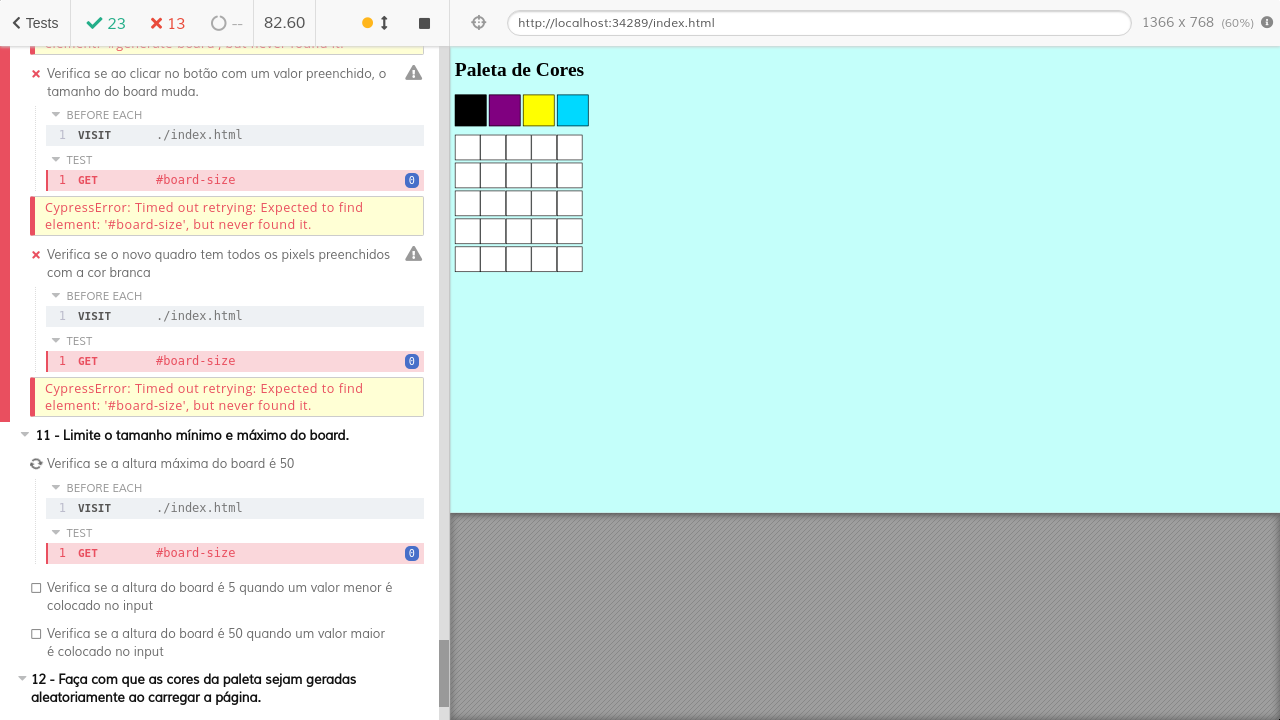 Tests 23 13 -- 82.60 http://localhost:34289/index.html 1366 x 768 (60%)
element: '#generate-board', but never found it.
Verifica se ao clicar no botão com um valor preenchido, o
tamanho do board muda.
BEFORE EACH
1 VISIT ./index.html
TEST
1 GET #board-size 0
CypressError: Timed out retrying: Expected to find
element: '#board-size', but never found it.
Verifica se o novo quadro tem todos os pixels preenchidos
com a cor branca
BEFORE EACH
1 VISIT ./index.html
TEST
1 GET #board-size 0
CypressError: Timed out retrying: Expected to find
element: '#board-size', but never found it.
11 - Limite o tamanho mínimo e máximo do board.
Verifica se a altura máxima do board é 50
BEFORE EACH
1 VISIT ./index.html
TEST
1 GET #board-size 0
Verifica se a altura do board é 5 quando um valor menor é
colocado no input
Verifica se a altura do board é 50 quando um valor maior
é colocado no input
12 - Faça com que as cores da paleta sejam geradas
aleatoriamente ao carregar a página.
Paleta de Cores